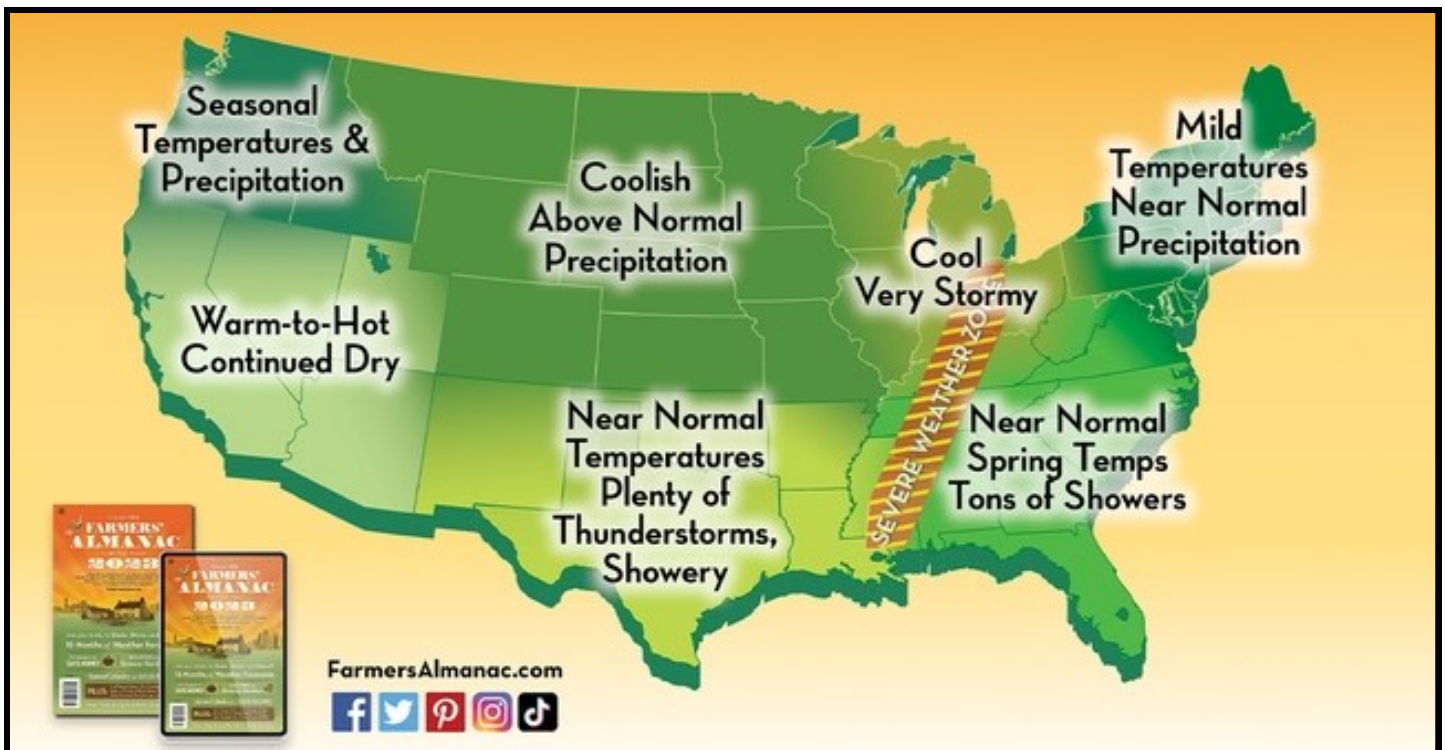 Seasonal
Temperatures &
Precipitation
Coolish
Above Normal
Precipitation
Mild
Temperatures
Near Normal
Precipitation
Cool
Very Stormy
Warm-to-Hot
Continued Dry
SEVERE WEATHER ZONE
Near Normal
Temperatures
Plenty of
Thunderstorms,
Showery
Near Normal
Spring Temps
Tons of Showers
FARMERS'
ALMANAC
2023
FARMERS'
ALMANAC
2023
FarmersAlmanac.com